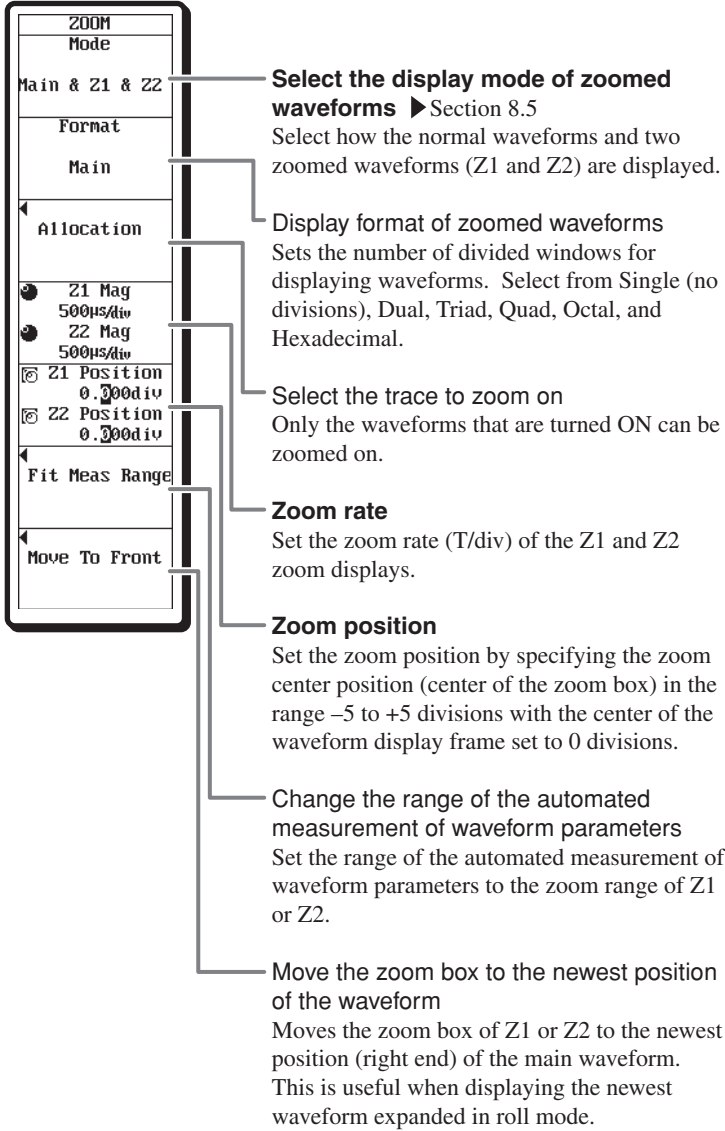 ZOOM
Mode
Main & Z1 & Z2
Format
Main
Allocation
Z1 Mag
500µs/div
Z2 Mag
500µs/div
Z1 Position
0.000div
Z2 Position
0.000div
Fit Meas Range
Move To Front
Select the display mode of zoomed
waveforms ▶ Section 8.5
Select how the normal waveforms and two
zoomed waveforms (Z1 and Z2) are displayed.
Display format of zoomed waveforms
Sets the number of divided windows for
displaying waveforms. Select from Single (no
divisions), Dual, Triad, Quad, Octal, and
Hexadecimal.
Select the trace to zoom on
Only the waveforms that are turned ON can be
zoomed on.
Zoom rate
Set the zoom rate (T/div) of the Z1 and Z2
zoom displays.
Zoom position
Set the zoom position by specifying the zoom
center position (center of the zoom box) in the
range –5 to +5 divisions with the center of the
waveform display frame set to 0 divisions.
Change the range of the automated
measurement of waveform parameters
Set the range of the automated measurement of
waveform parameters to the zoom range of Z1
or Z2.
Move the zoom box to the newest position
of the waveform
Moves the zoom box of Z1 or Z2 to the newest
position (right end) of the main waveform.
This is useful when displaying the newest
waveform expanded in roll mode.